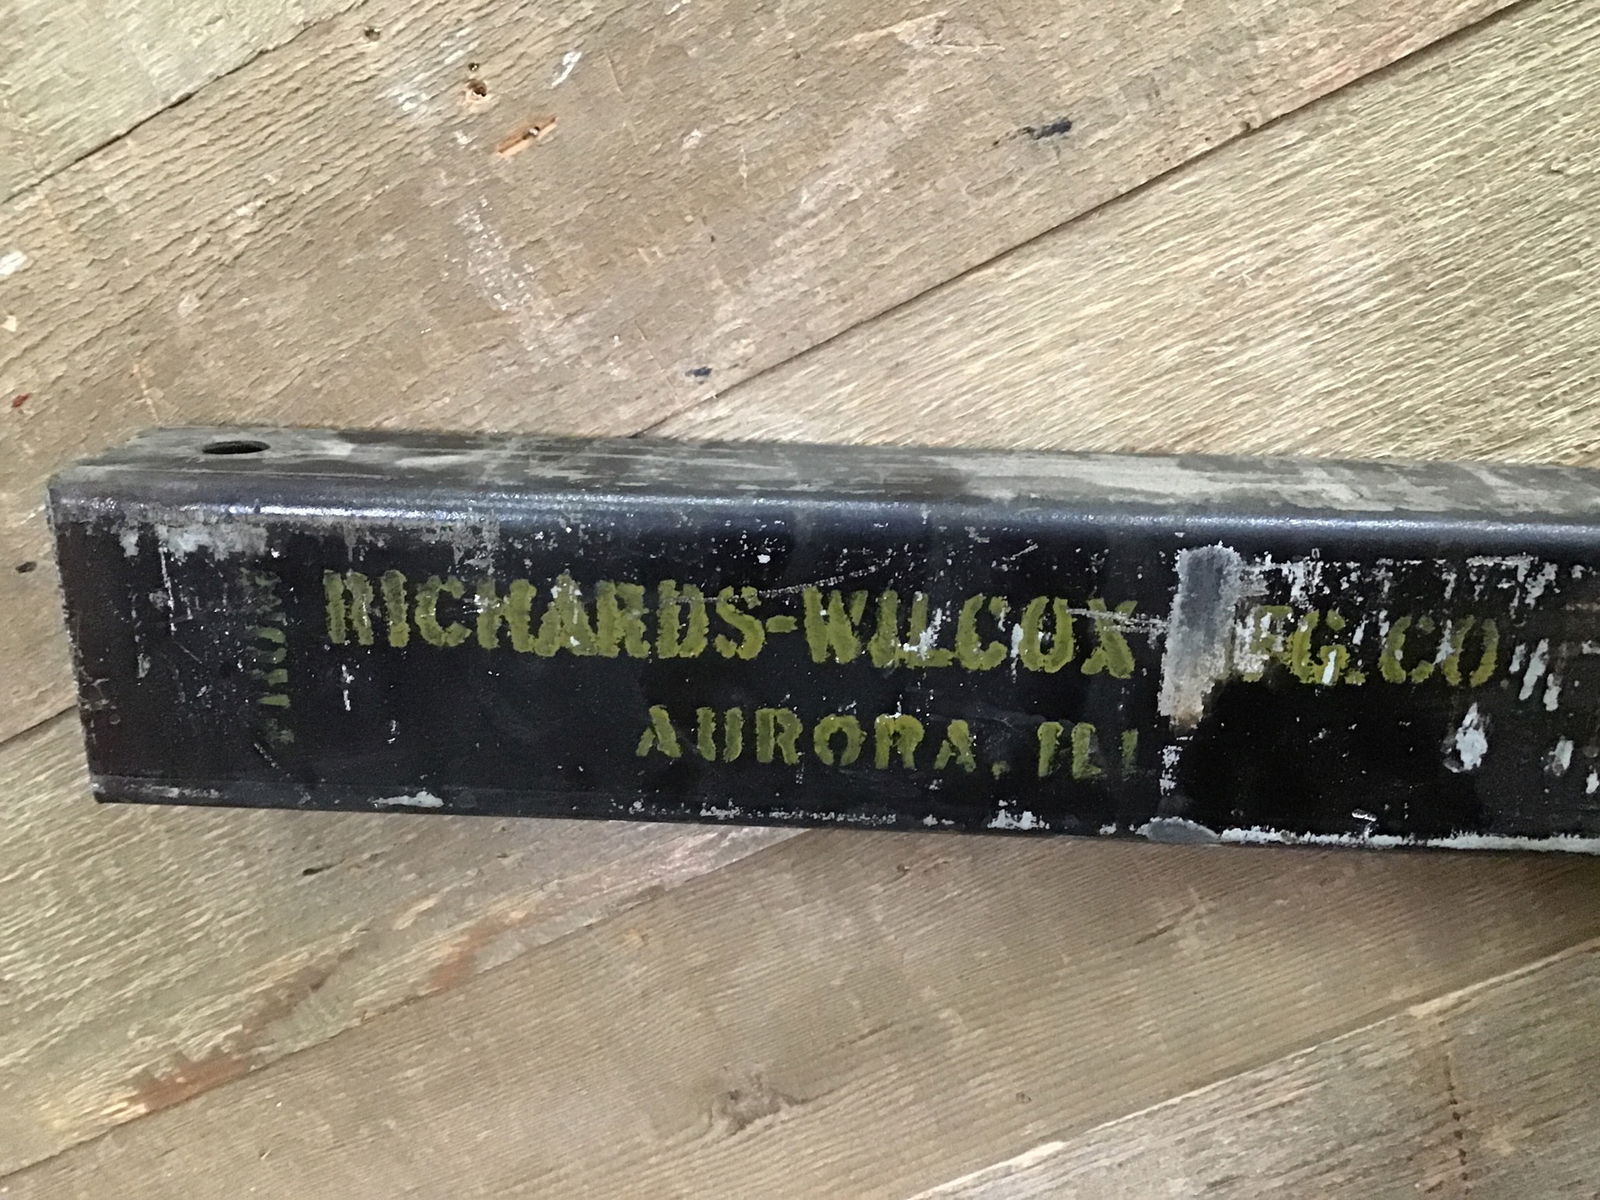 RICHARDS-WILCOX FG. CO
AURORA, ILL